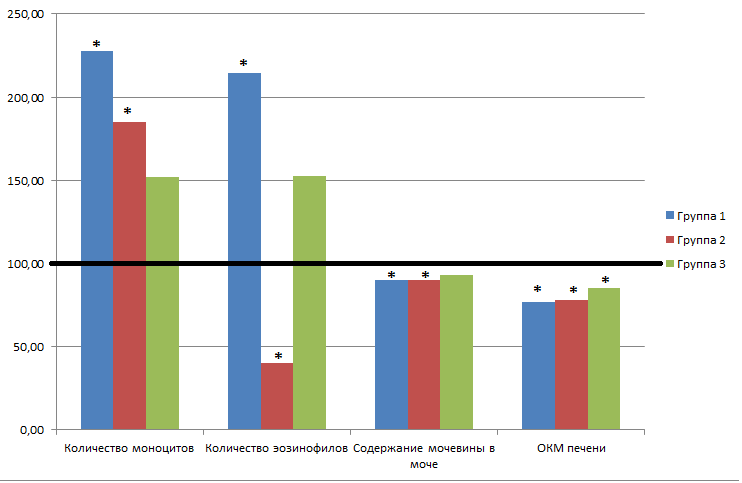 250,00
200,00
150,00
100,00
50,00
0,00
* * * * * * * * *
Группа 1
Группа 2
Группа 3
Количество моноцитов
Количество эозинофилов
Содержание мочевины в
моче
ОКМ печени